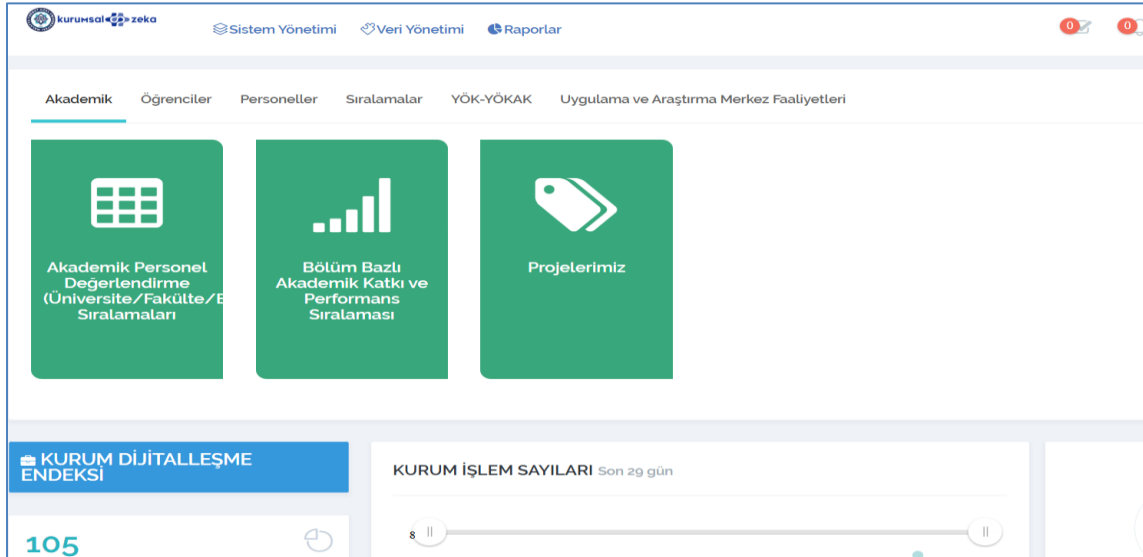 kurumsal zeka
Sistem Yönetimi Veri Yönetimi Raporlar
0 0
Akademik Öğrenciler Personeller Sıralamalar YÖK-YÖKAK Uygulama ve Araştırma Merkez Faaliyetleri
Akademik Personel
Değerlendirme
(Üniversite/Fakülte/B
Sıralamaları
Bölüm Bazlı
Akademik Katkı ve
Performans
Sıralaması
Projelerimiz
KURUM DİJİTALLEŞME
ENDEKSİ
KURUM İŞLEM SAYILARI Son 29 gün
105
8